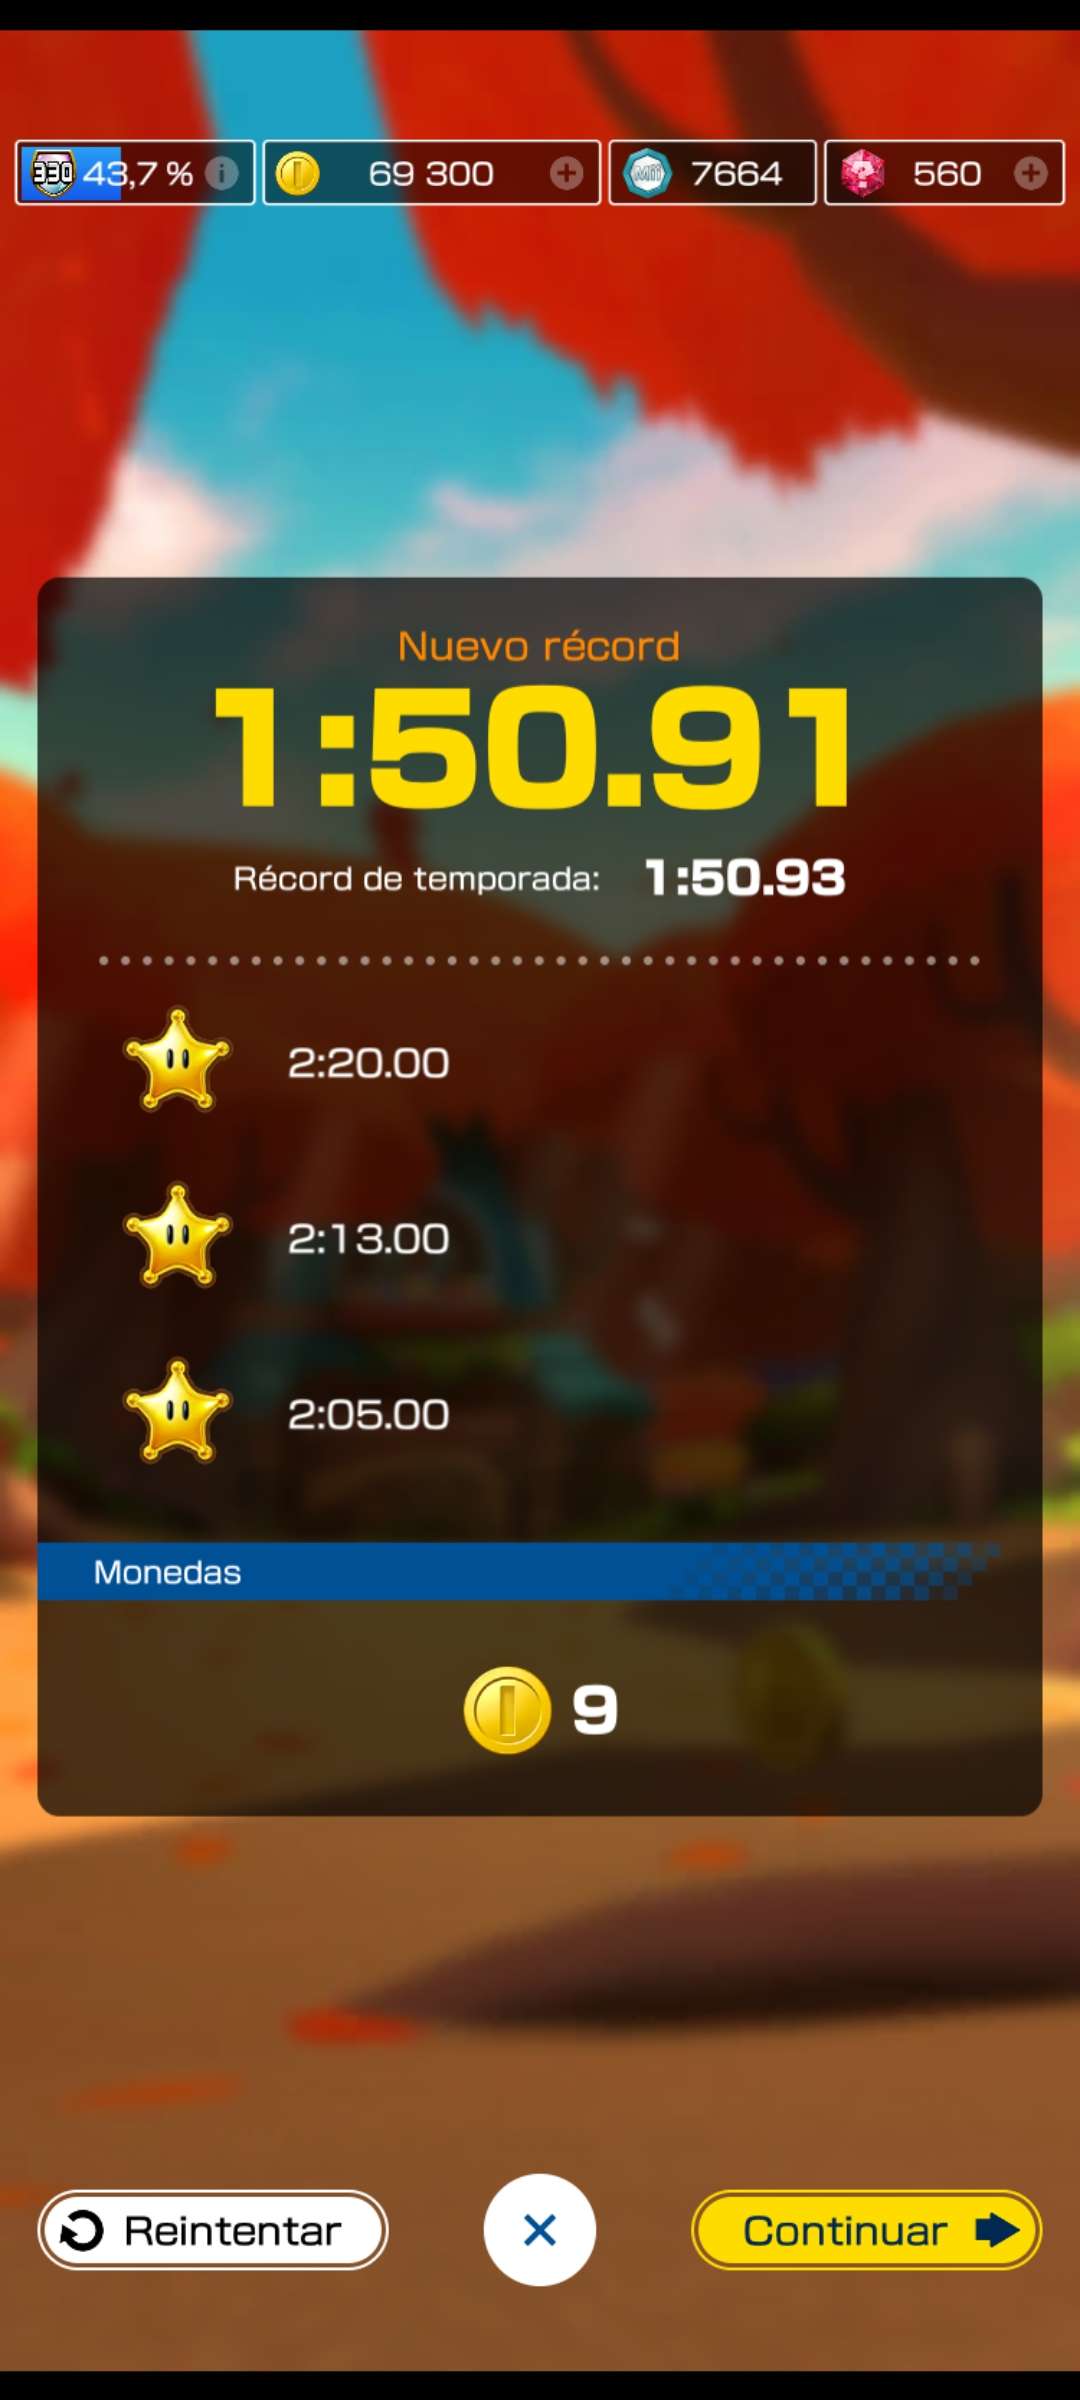 330 43,7 % i 69 300 + Mii 7664 ? 560 +
Nuevo récord
1:50.91
Récord de temporada: 1:50.93
2:20.00
2:13.00
2:05.00
Monedas
9
Reintentar × Continuar